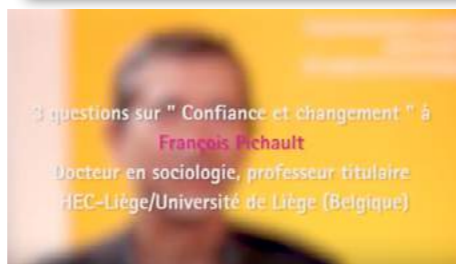 3 questions sur " Confiance et changement " à
François Pichault
Docteur en sociologie, professeur titulaire
HEC-Liège/Université de Liège (Belgique)